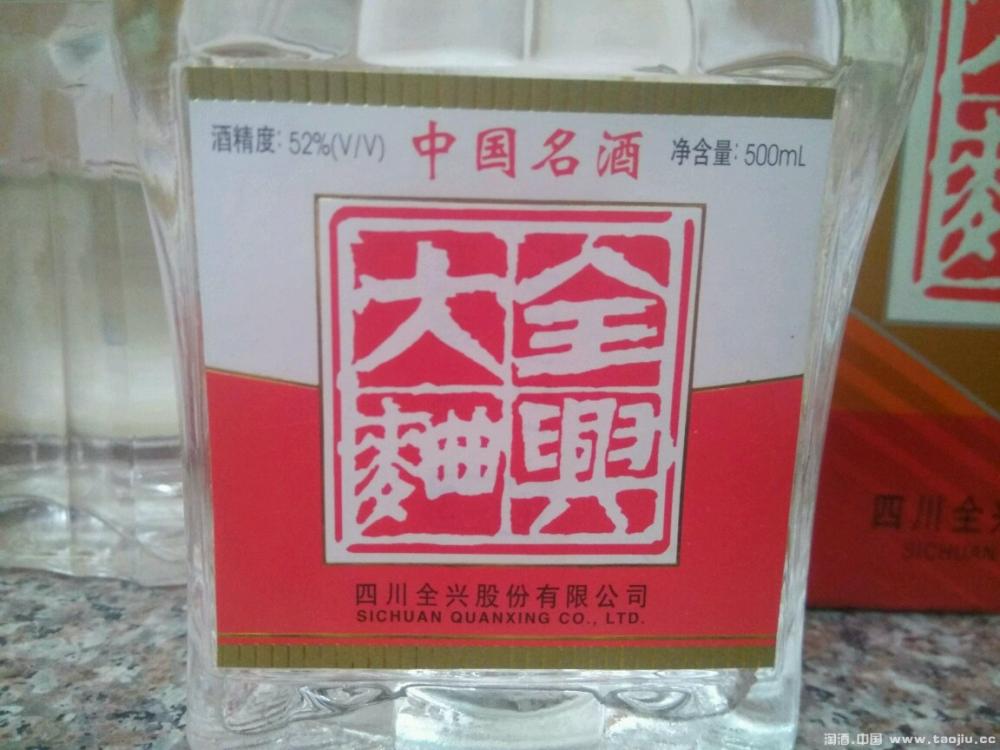 酒精度: 52%(V/V) 中国名酒 净含量: 500mL
全興
大麯
四川全兴股份有限公司
SICHUAN QUANXING CO., LTD.
四川全兴
SICHUAN
淘酒.中国 www.taojiu.cc